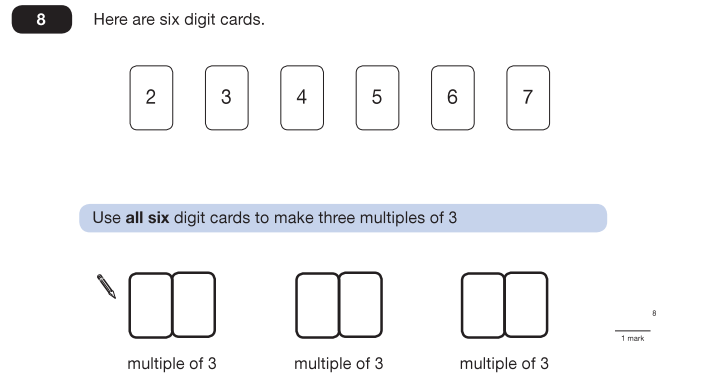 8 Here are six digit cards.
2 3 4 5 6 7
Use all six digit cards to make three multiples of 3
multiple of 3 multiple of 3 multiple of 3
8
1 mark